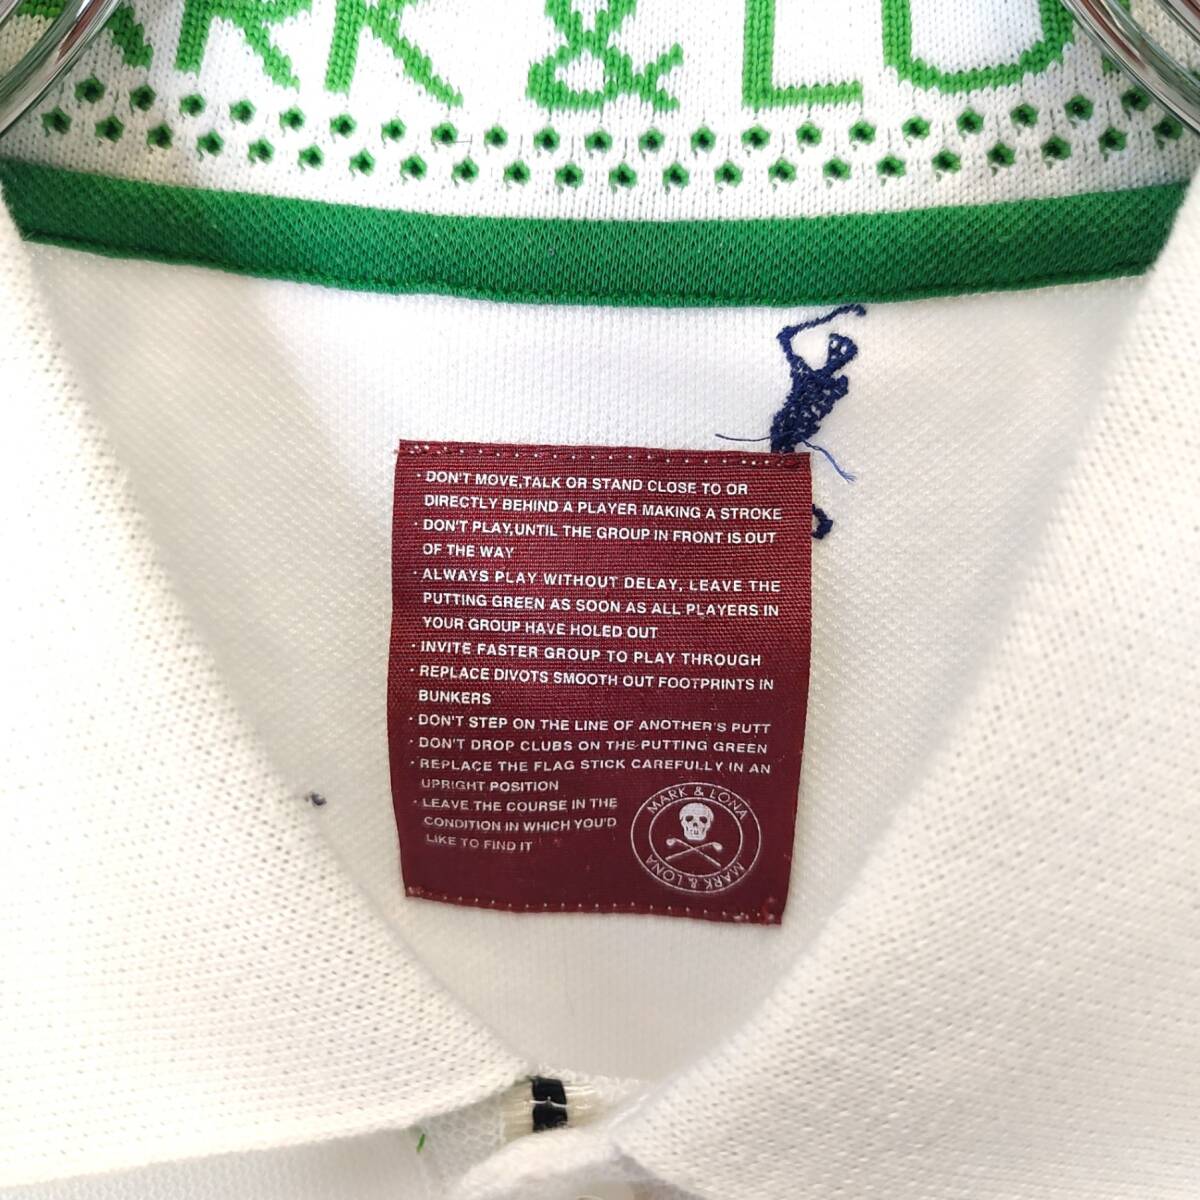 RK & LO
· DON'T MOVE,TALK OR STAND CLOSE TO OR
DIRECTLY BEHIND A PLAYER MAKING A STROKE
· DON'T PLAY,UNTIL THE GROUP IN FRONT IS OUT
OF THE WAY
· ALWAYS PLAY WITHOUT DELAY, LEAVE THE
PUTTING GREEN AS SOON AS ALL PLAYERS IN
YOUR GROUP HAVE HOLED OUT
· INVITE FASTER GROUP TO PLAY THROUGH
· REPLACE DIVOTS SMOOTH OUT FOOTPRINTS IN
BUNKERS
· DON'T STEP ON THE LINE OF ANOTHER'S PUTT
· DON'T DROP CLUBS ON THE PUTTING GREEN
· REPLACE THE FLAG STICK CAREFULLY IN AN
UPRIGHT POSITION
· LEAVE THE COURSE IN THE
CONDITION IN WHICH YOU'D
LIKE TO FIND IT
MARK & LONA
MARK & LONA